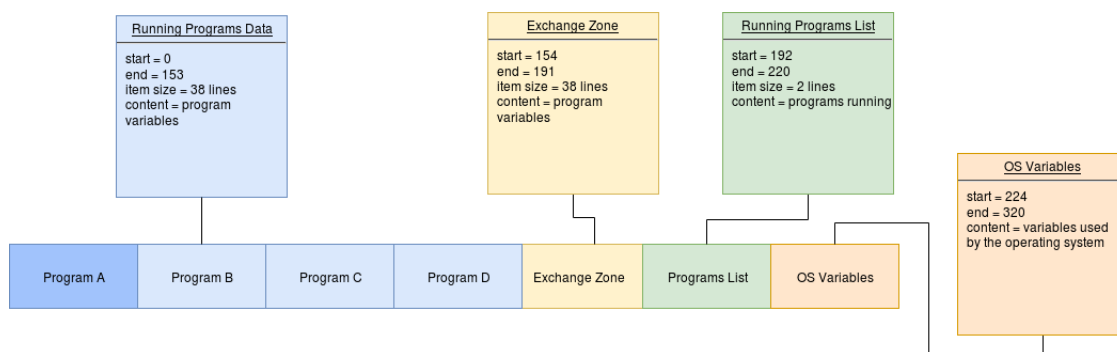 Running Programs Data
start = 0
end = 153
item size = 38 lines
content = program
variables
Exchange Zone
start = 154
end = 191
item size = 38 lines
content = program
variables
Running Programs List
start = 192
end = 220
item size = 2 lines
content = programs running
OS Variables
start = 224
end = 320
content = variables used
by the operating system
Program A
Program B
Program C
Program D
Exchange Zone
Programs List
OS Variables